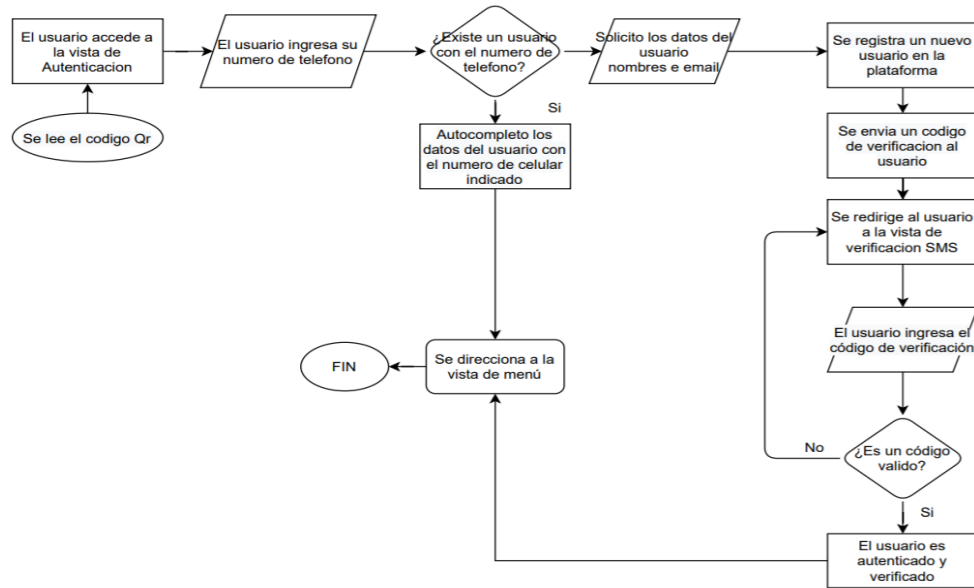 El usuario accede a
la vista de
Autenticacion
El usuario ingresa su
numero de telefono
¿Existe un usuario
con el numero de
telefono?
Solicito los datos del
usuario
nombres e email
Se registra un nuevo
usuario en la
plataforma
Se lee el codigo Qr
Si
Autocompleto los
datos del usuario con
el numero de celular
indicado
Se envia un codigo
de verificacion al
usuario
Se redirige al usuario
a la vista de
verificacion SMS
El usuario ingresa el
código de verificación
FIN
Se direcciona a la
vista de menú
No
¿Es un código
valido?
Si
El usuario es
autenticado y
verificado